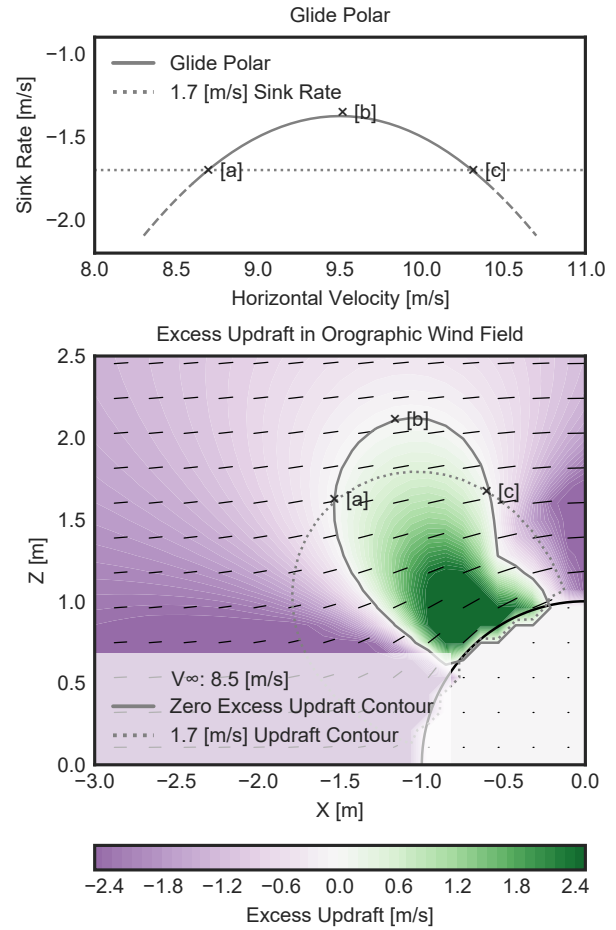 Glide Polar
−1.0
−1.5
−2.0
Sink Rate [m/s]
Glide Polar
1.7 [m/s] Sink Rate
[a]
[b]
[c]
8.0 8.5 9.0 9.5 10.0 10.5 11.0
Horizontal Velocity [m/s]
Excess Updraft in Orographic Wind Field
2.5
2.0
1.5
1.0
0.5
0.0
Z [m]
[b]
[a]
[c]
V∞: 8.5 [m/s]
Zero Excess Updraft Contour
1.7 [m/s] Updraft Contour
−3.0 −2.5 −2.0 −1.5 −1.0 −0.5 0.0
X [m]
−2.4 −1.8 −1.2 −0.6 0.0 0.6 1.2 1.8 2.4
Excess Updraft [m/s]